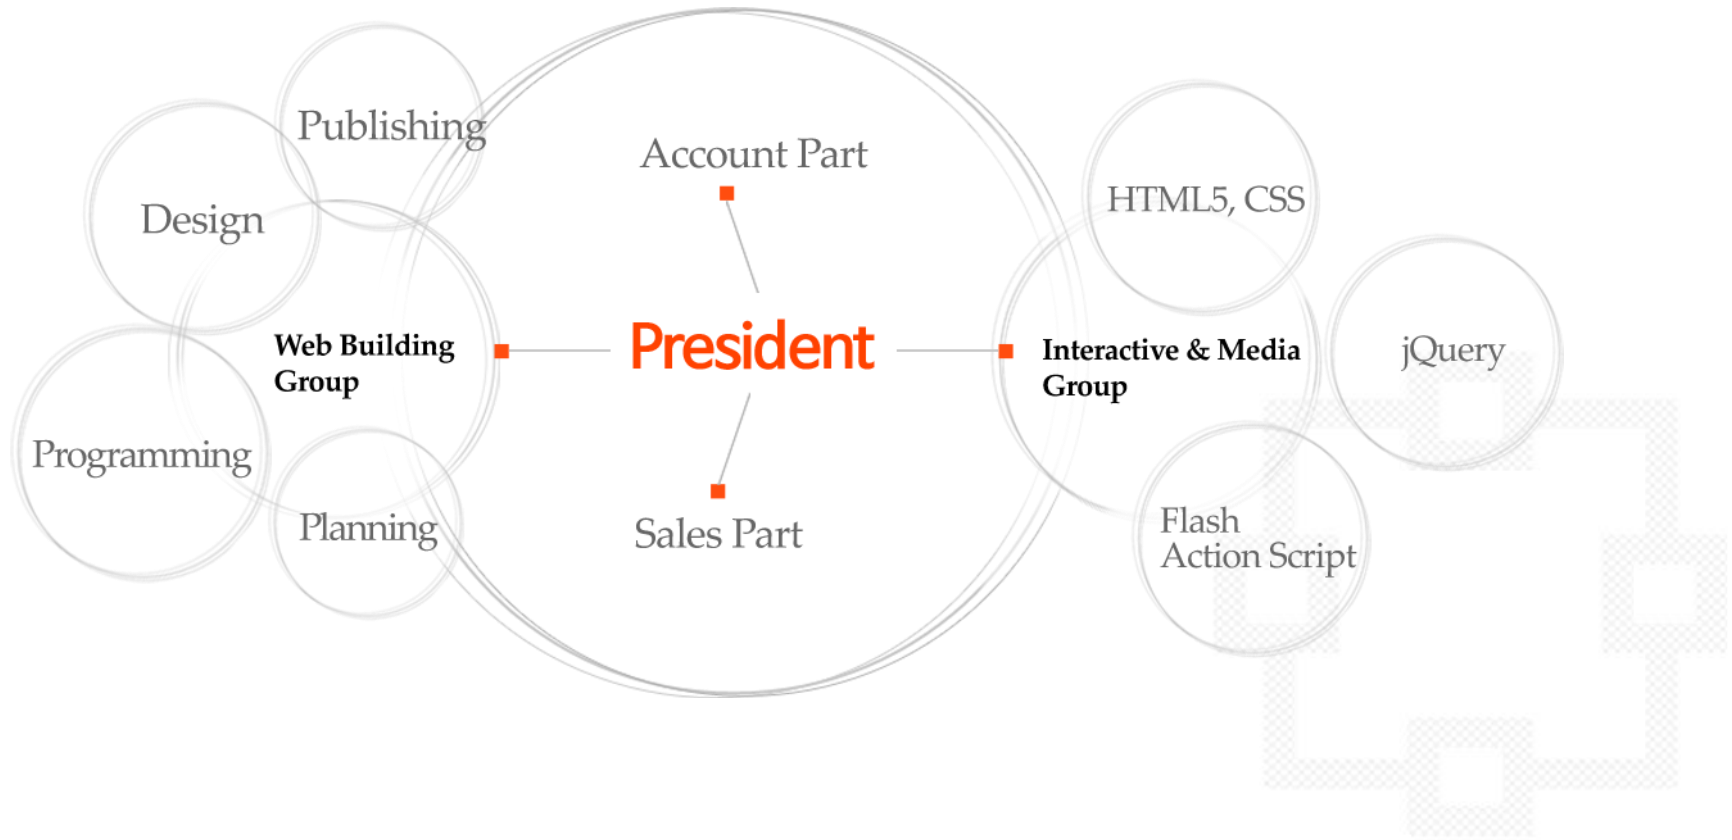 Publishing
Design
Programming
Planning
Web Building
Group
Account Part
President
Sales Part
Interactive & Media
Group
HTML5, CSS
jQuery
Flash
Action Script